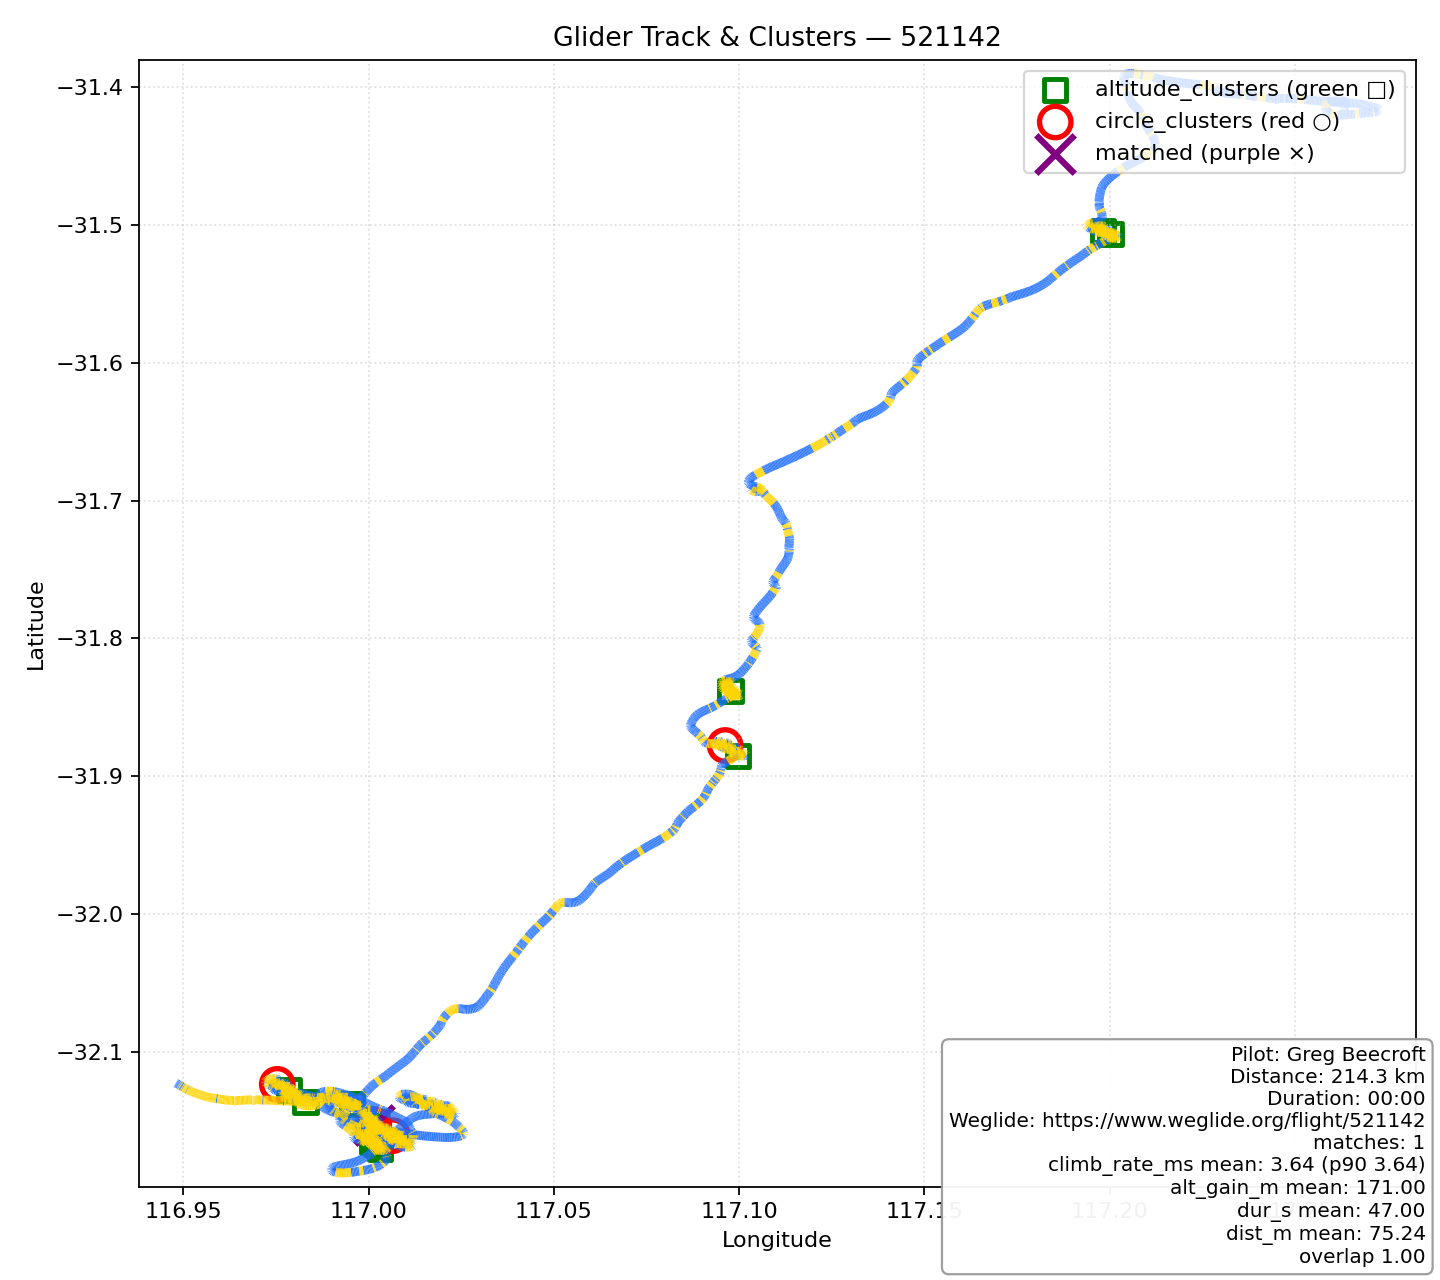 Glider Track & Clusters — 521142
altitude_clusters (green □)
circle_clusters (red ○)
matched (purple ×)
Latitude
−31.4
−31.5
−31.6
−31.7
−31.8
−31.9
−32.0
−32.1
116.95
117.00
117.05
117.10
117.15
117.20
Longitude
Pilot: Greg Beecroft
Distance: 214.3 km
Duration: 00:00
Weglide: https://www.weglide.org/flight/521142
matches: 1
climb_rate_ms mean: 3.64 (p90 3.64)
alt_gain_m mean: 171.00
dur_s mean: 47.00
dist_m mean: 75.24
overlap 1.00